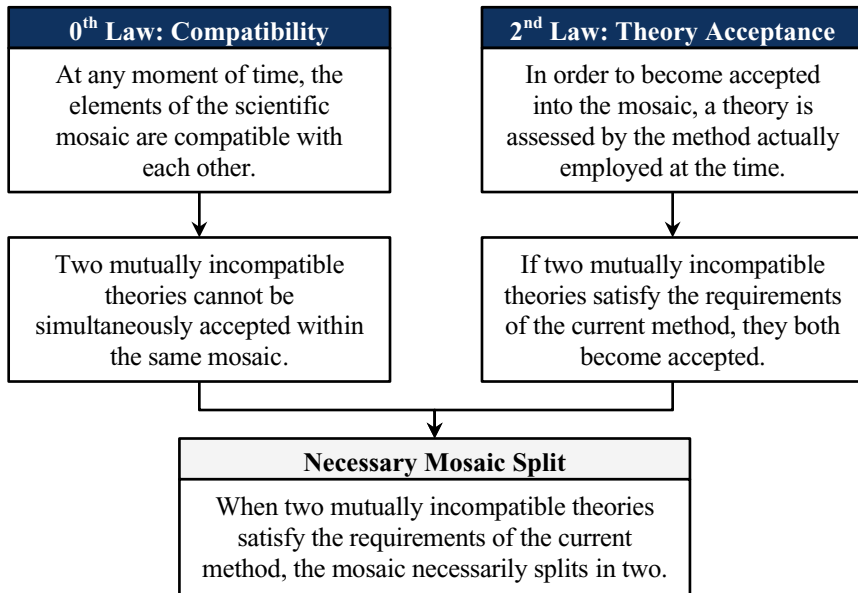 0th Law: Compatibility
At any moment of time, the
elements of the scientific
mosaic are compatible with
each other.
2nd Law: Theory Acceptance
In order to become accepted
into the mosaic, a theory is
assessed by the method actually
employed at the time.
Two mutually incompatible
theories cannot be
simultaneously accepted within
the same mosaic.
If two mutually incompatible
theories satisfy the requirements
of the current method, they both
become accepted.
Necessary Mosaic Split
When two mutually incompatible theories
satisfy the requirements of the current
method, the mosaic necessarily splits in two.